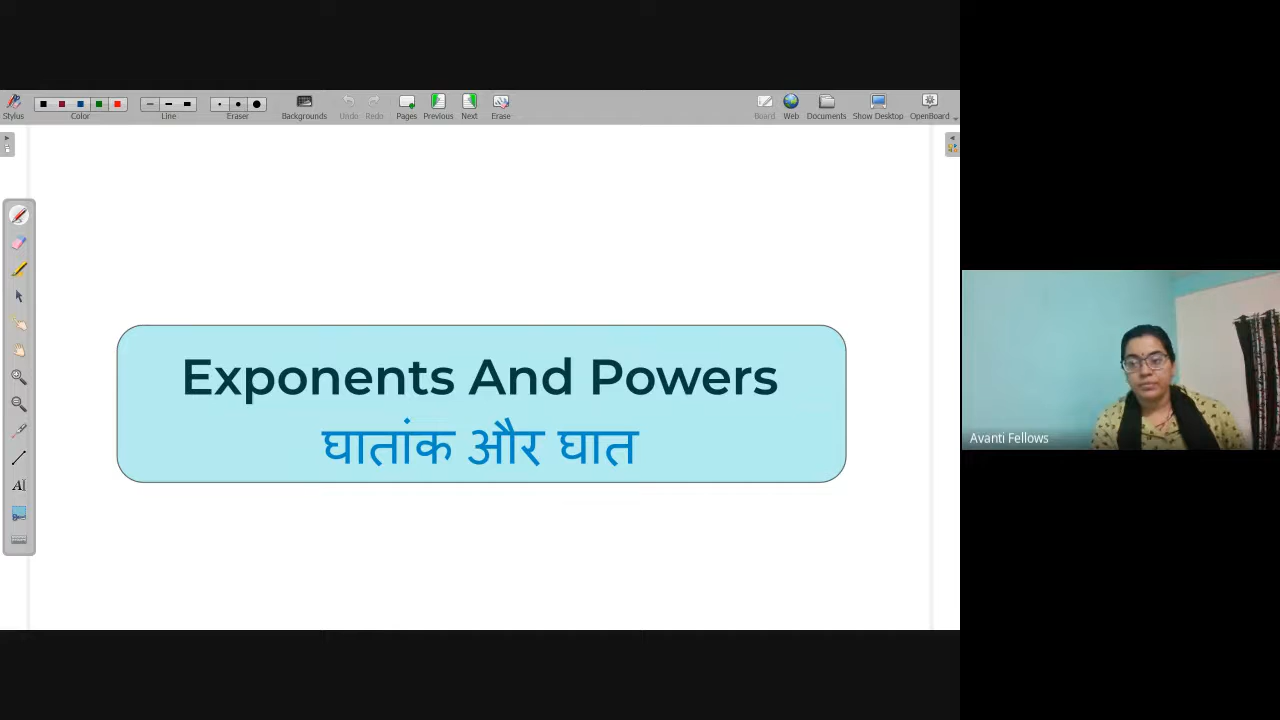 Stylus
Color
Line
Eraser
Backgrounds
Undo
Redo
Pages
Previous
Next
Erase
Board
Web
Documents
Show Desktop
OpenBoard
Exponents And Powers
घातांक और घात
AI
Avanti Fellows